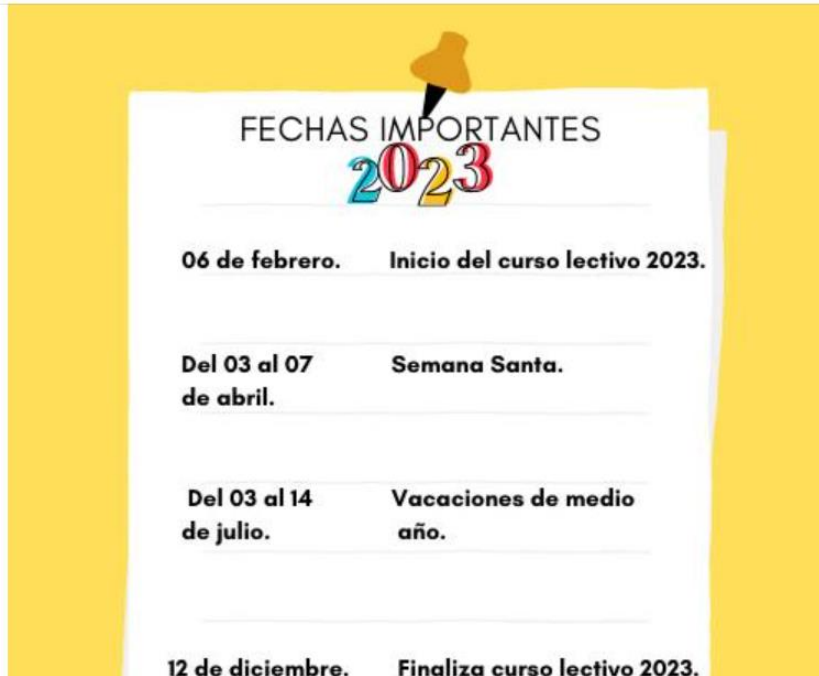 FECHAS IMPORTANTES
2023
06 de febrero. Inicio del curso lectivo 2023.
Del 03 al 07 Semana Santa.
de abril.
Del 03 al 14 Vacaciones de medio
de julio. año.
12 de diciembre. Finaliza curso lectivo 2023.